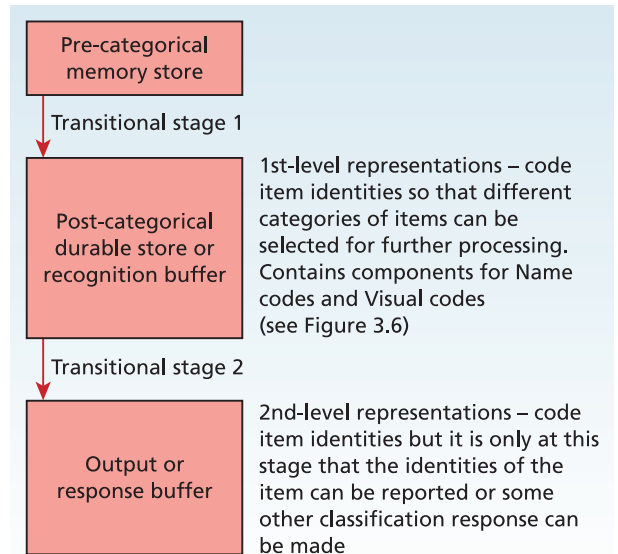 Pre-categorical
memory store
Transitional stage 1
Post-categorical
durable store or
recognition buffer
1st-level representations – code
item identities so that different
categories of items can be
selected for further processing.
Contains components for Name
codes and Visual codes
(see Figure 3.6)
Transitional stage 2
Output or
response buffer
2nd-level representations – code
item identities but it is only at this
stage that the identities of the
item can be reported or some
other classification response can
be made